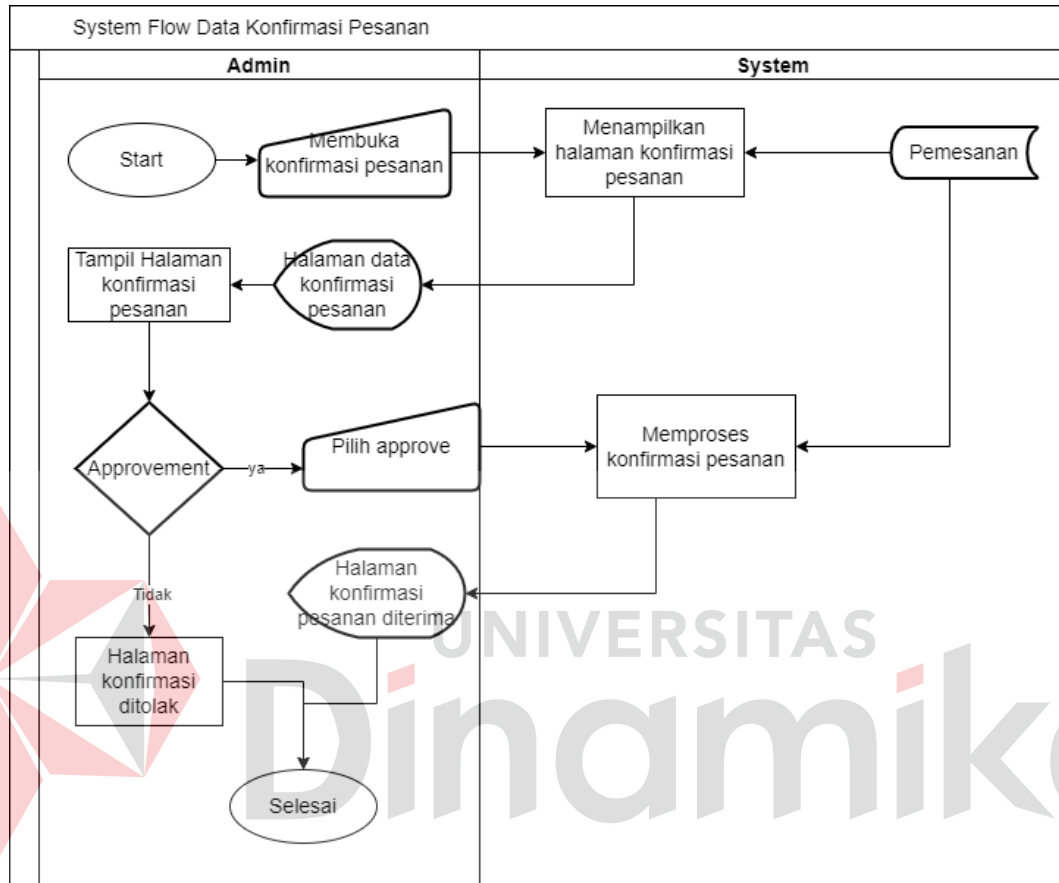 System Flow Data Konfirmasi Pesanan
Admin
System
Start
Membuka
konfirmasi pesanan
Menampilkan
halaman konfirmasi
pesanan
Pemesanan
Tampil Halaman
konfirmasi
pesanan
Halaman data
konfirmasi
pesanan
Approvement
ya
Pilih approve
Memproses
konfirmasi pesanan
Tidak
Halaman
konfirmasi
pesanan diterima
Halaman
konfirmasi
ditolak
Selesai
UNIVERSITAS
Dinamika